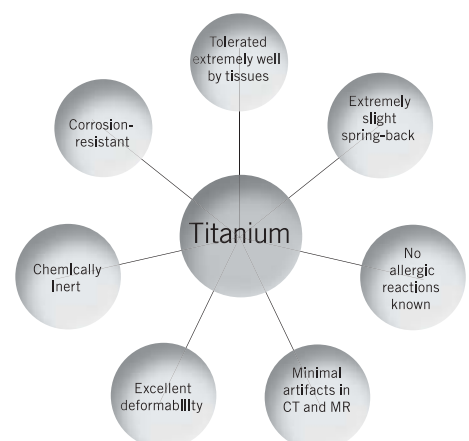 Tolerated
extremely well
by tissues
Extremely
slight
spring-back
Corrosion-
resistant
Titanium
No
allergic
reactions
known
Chemically
inert
Minimal
artifacts in
CT and MR
Excellent
deformability